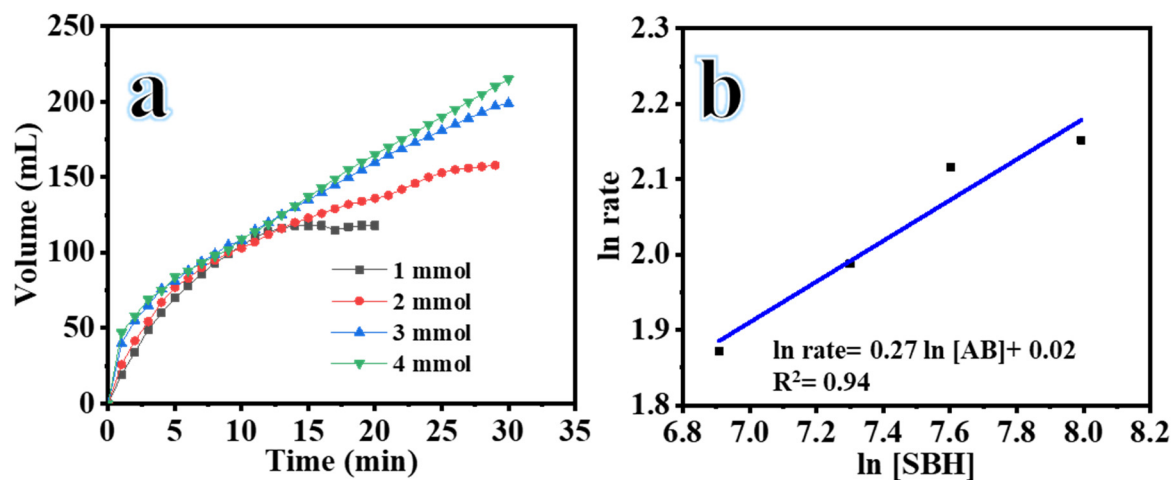 a
Volume (mL)
250
200
150
100
50
0
0 5 10 15 20 25 30 35
Time (min)
1 mmol
2 mmol
3 mmol
4 mmol
b
ln rate
2.3
2.2
2.1
2.0
1.9
1.8
6.8 7.0 7.2 7.4 7.6 7.8 8.0 8.2
ln [SBH]
ln rate= 0.27 ln [AB]+ 0.02
R²= 0.94